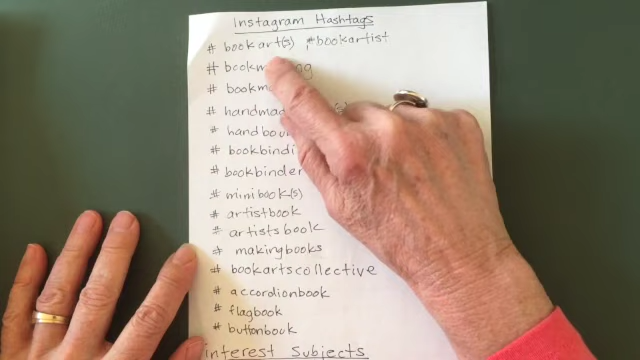 Instagram Hashtags
# bookart(s), #bookartist
# bookm
# bookm
# handmad
# handbou
# bookbindi
# bookbinder
# minibook(s)
# artistbook
# artistsbook
# makingbooks
# bookartscollective
# accordionbook
# flagbook
# buttonbook
interest Subjects